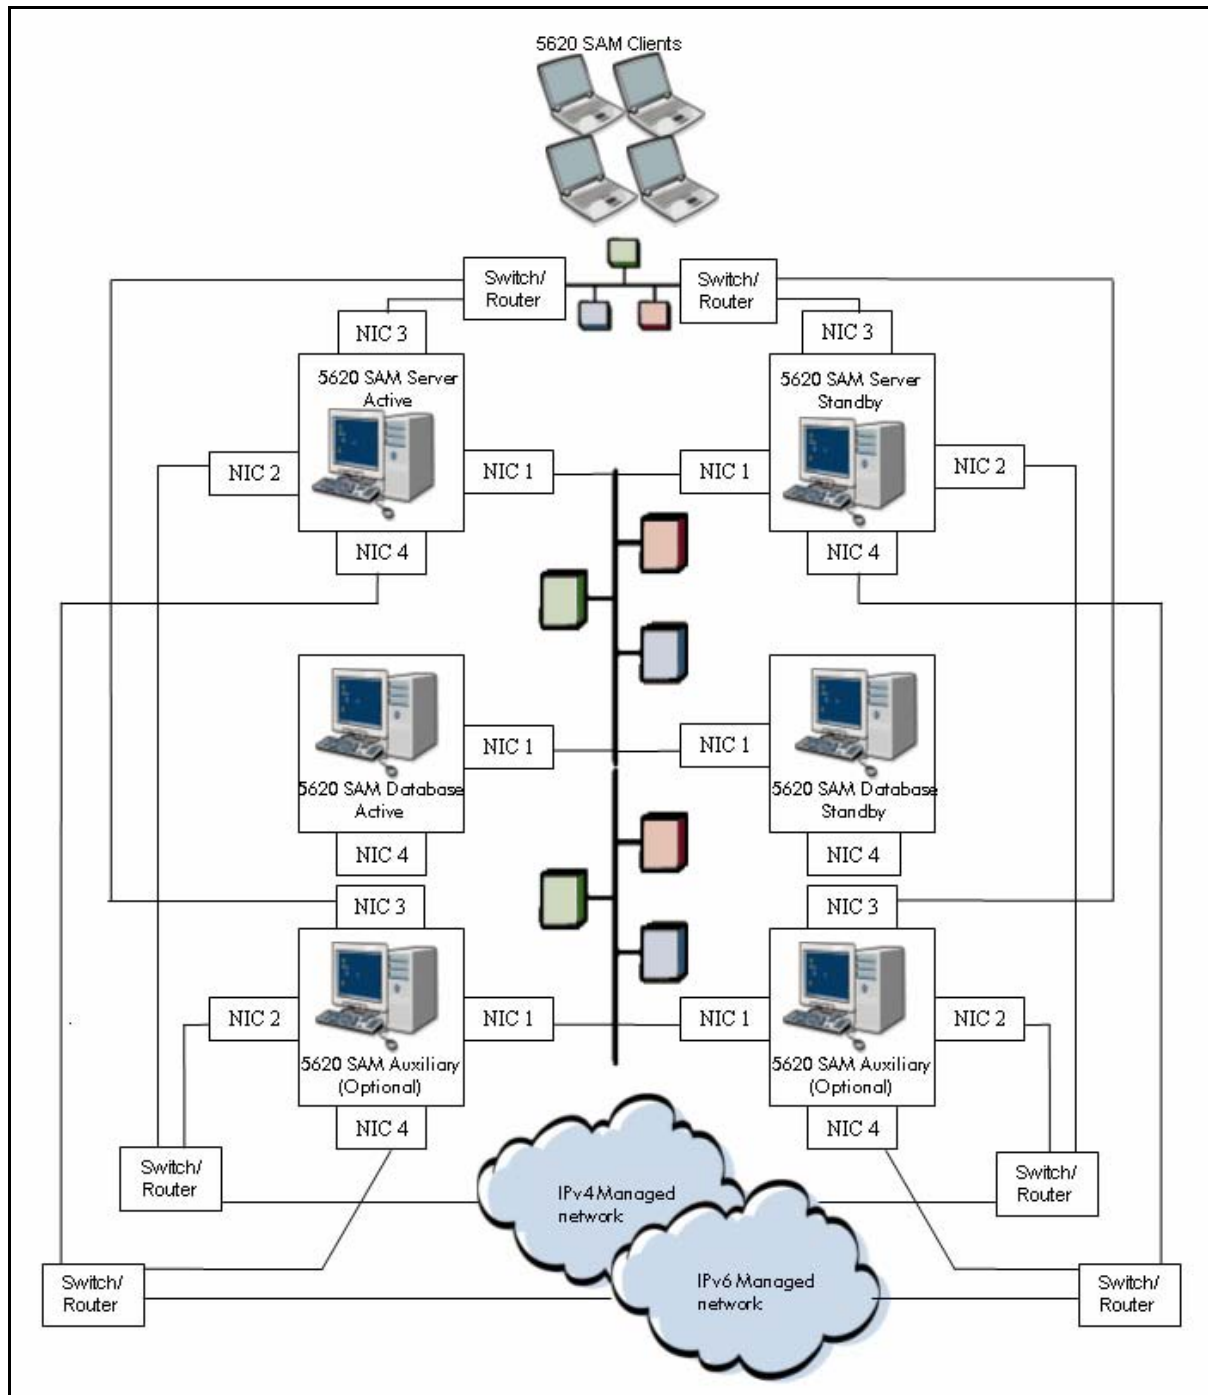 5620 SAM Clients
Switch/
Router
Switch/
Router
NIC 3
NIC 3
5620 SAM Server
Active
5620 SAM Server
Standby
NIC 2
NIC 1
NIC 1
NIC 2
NIC 4
NIC 4
NIC 1
NIC 1
5620 SAM Database
Active
5620 SAM Database
Standby
NIC 4
NIC 4
NIC 3
NIC 3
NIC 2
NIC 1
NIC 1
NIC 2
5620 SAM Auxiliary
(Optional)
5620 SAM Auxiliary
(Optional)
NIC 4
NIC 4
Switch/
Router
Switch/
Router
IPv4 Managed
network
IPv6 Managed
network
Switch/
Router
Switch/
Router